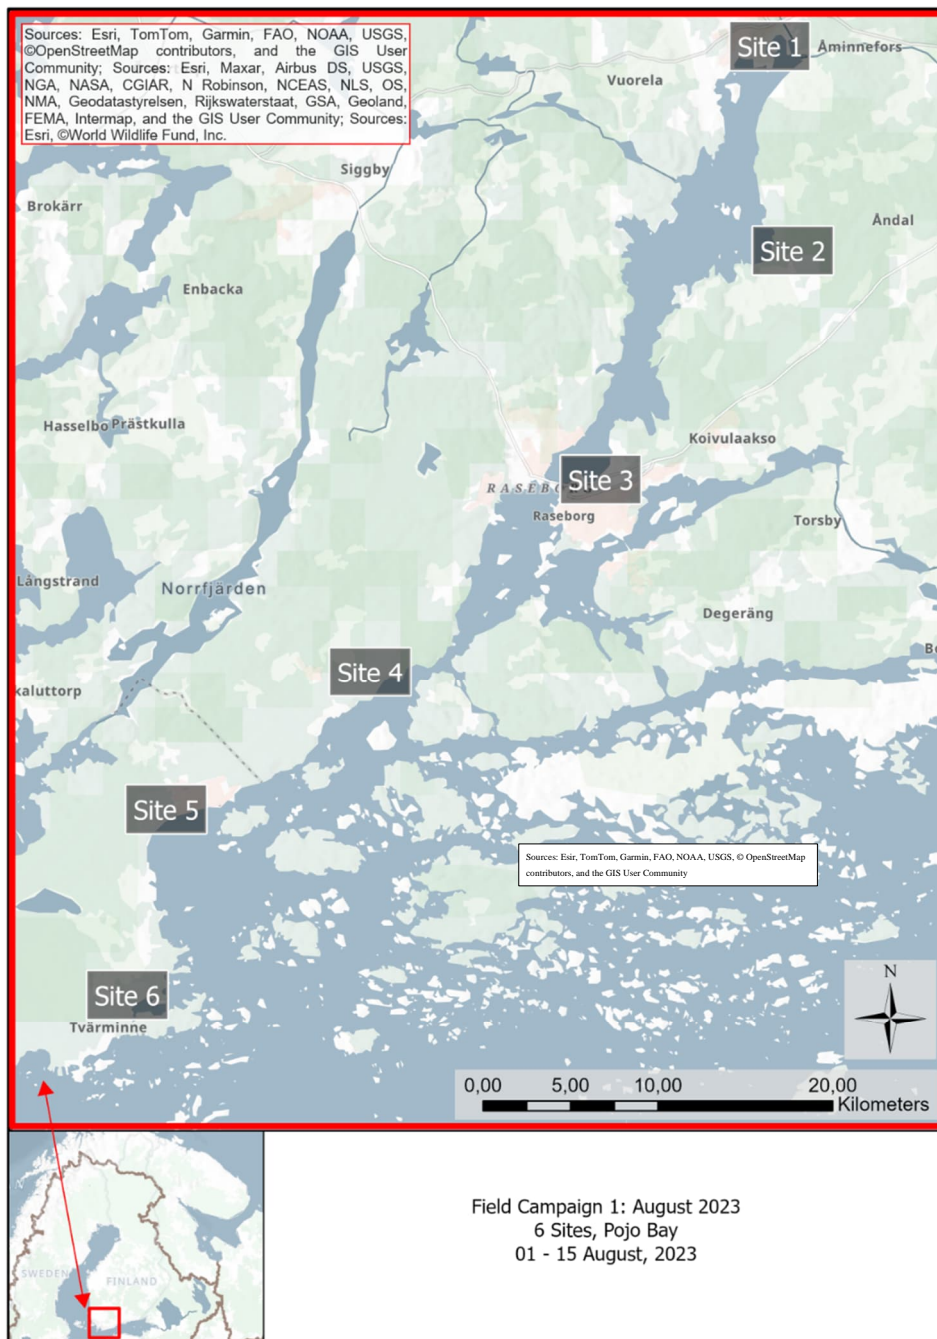 Sources: Esri, TomTom, Garmin, FAO, NOAA, USGS,
©OpenStreetMap contributors, and the GIS User
Community; Sources: Esri, Maxar, Airbus DS, USGS,
NGA, NASA, CGIAR, N Robinson, NCEAS, NLS, OS,
NMA, Geodatastyrelsen, Rijkswaterstaat, GSA, Geoland,
FEMA, Intermap, and the GIS User Community; Sources:
Esri, ©World Wildlife Fund, Inc.
Site 1
Åminnefors
Vuorela
Siggby
Brokärr
Åndal
Site 2
Enbacka
Hasselbo
Prästkulla
Koivulaakso
Site 3
RASEBO
Raseborg
Torsby
Långstrand
Norrfjärden
Degeräng
Site 4
kaluttorp
Site 5
Sources: Esir, TomTom, Garmin, FAO, NOAA, USGS, © OpenStreetMap
contributors, and the GIS User Community
Site 6
Tvärminne
N
0,00 5,00 10,00 20,00
Kilometers
SWEDEN
FINLAND
Field Campaign 1: August 2023
6 Sites, Pojo Bay
01 - 15 August, 2023